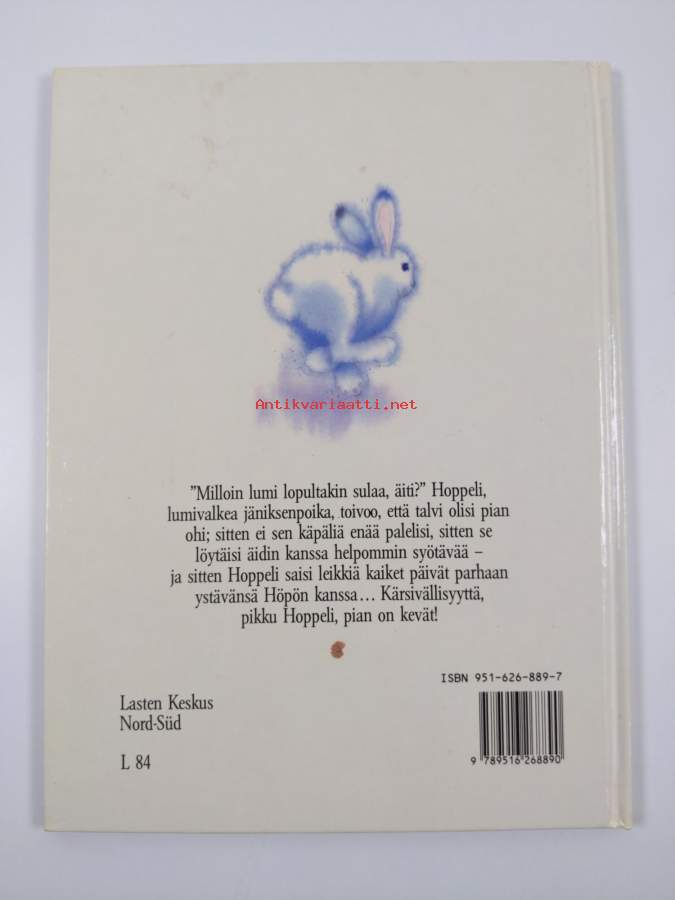 Antikvariaatti.net
”Milloin lumi lopultakin sulaa, äiti?” Hoppeli,
lumivalkea jäniksenpoika, toivoo, että talvi olisi pian
ohi; sitten ei sen käpäliä enää palelisi, sitten se
löytäisi äidin kanssa helpommin syötävää –
ja sitten Hoppeli saisi leikkiä kaiket päivät parhaan
ystävänsä Höpön kanssa… Kärsivällisyyttä,
pikku Hoppeli, pian on kevät!
ISBN 951-626-889-7
Lasten Keskus
Nord-Süd
L 84
9 789516 268890